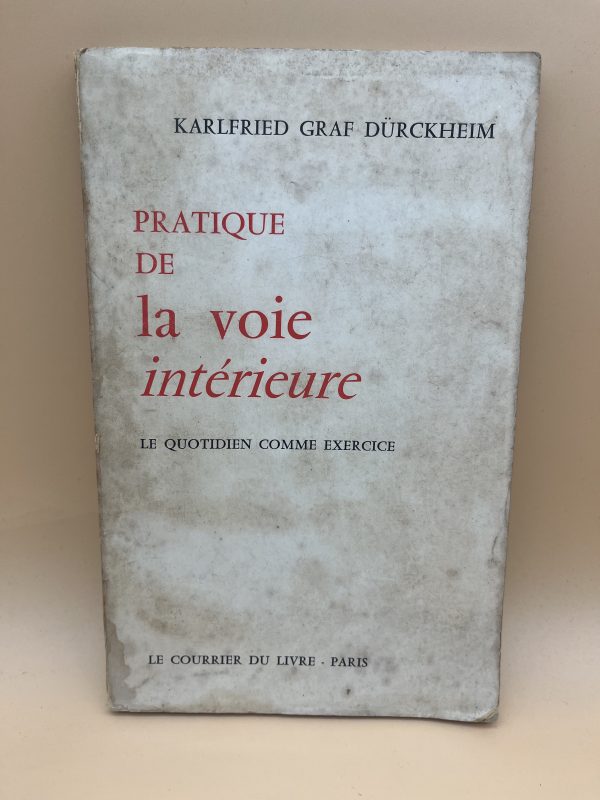 KARLFRIED GRAF DÜRCKHEIM
PRATIQUE
DE
la voie
intérieure
LE QUOTIDIEN COMME EXERCICE
LE COURRIER DU LIVRE - PARIS